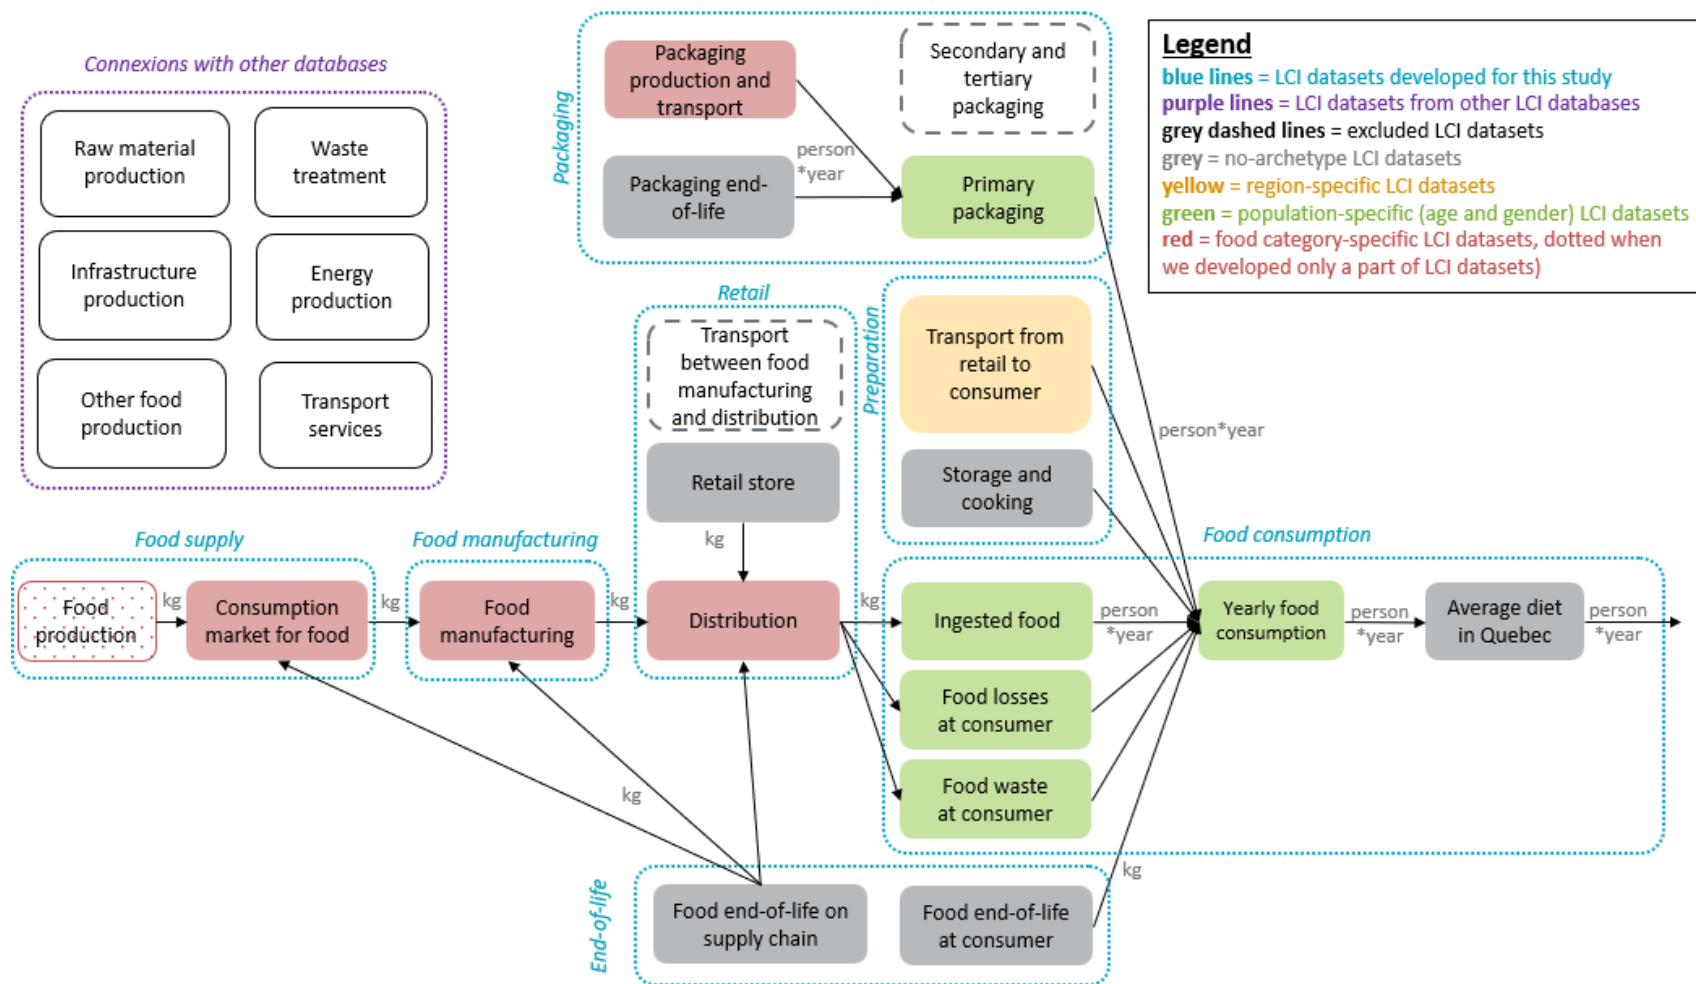 Connexions with other databases
Raw material
production
Waste
treatment
Infrastructure
production
Energy
production
Other food
production
Transport
services
Packaging
Packaging
production and
transport
Secondary and
tertiary
packaging
person
*year
Packaging end-
of-life
Primary
packaging
Legend
blue lines = LCI datasets developed for this study
purple lines = LCI datasets from other LCI databases
grey dashed lines = excluded LCI datasets
grey = no-archetype LCI datasets
yellow = region-specific LCI datasets
green = population-specific (age and gender) LCI datasets
red = food category-specific LCI datasets, dotted when
we developed only a part of LCI datasets)
Retail
Transport
between food
manufacturing
and distribution
Retail store
kg
Preparation
Transport from
retail to
consumer
Storage and
cooking
person*year
Food supply
Food
production
kg
Consumption
market for food
kg
Food manufacturing
Food
manufacturing
kg
Distribution
kg
Food consumption
Ingested food
person
*year
Yearly food
consumption
person
*year
Average diet
in Quebec
person
*year
Food losses
at consumer
Food waste
at consumer
kg
kg
End-of-life
Food end-of-life on
supply chain
Food end-of-life
at consumer